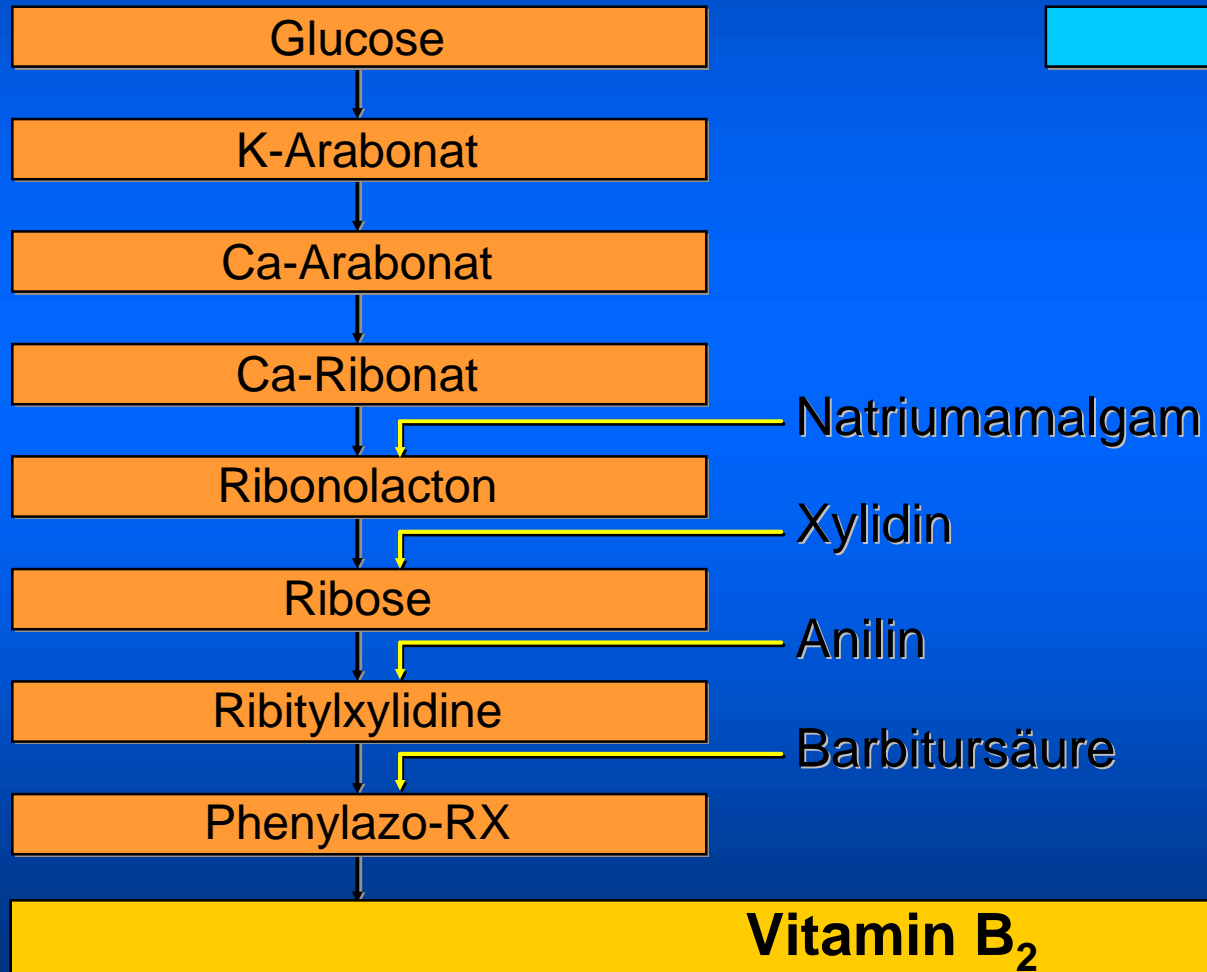 Glucose
K-Arabonat
Ca-Arabonat
Ca-Ribonat
Natriumamalgam
Ribonolacton
Xylidin
Ribose
Anilin
Ribitylxylidine
Barbitursäure
Phenylazo-RX
Vitamin B₂